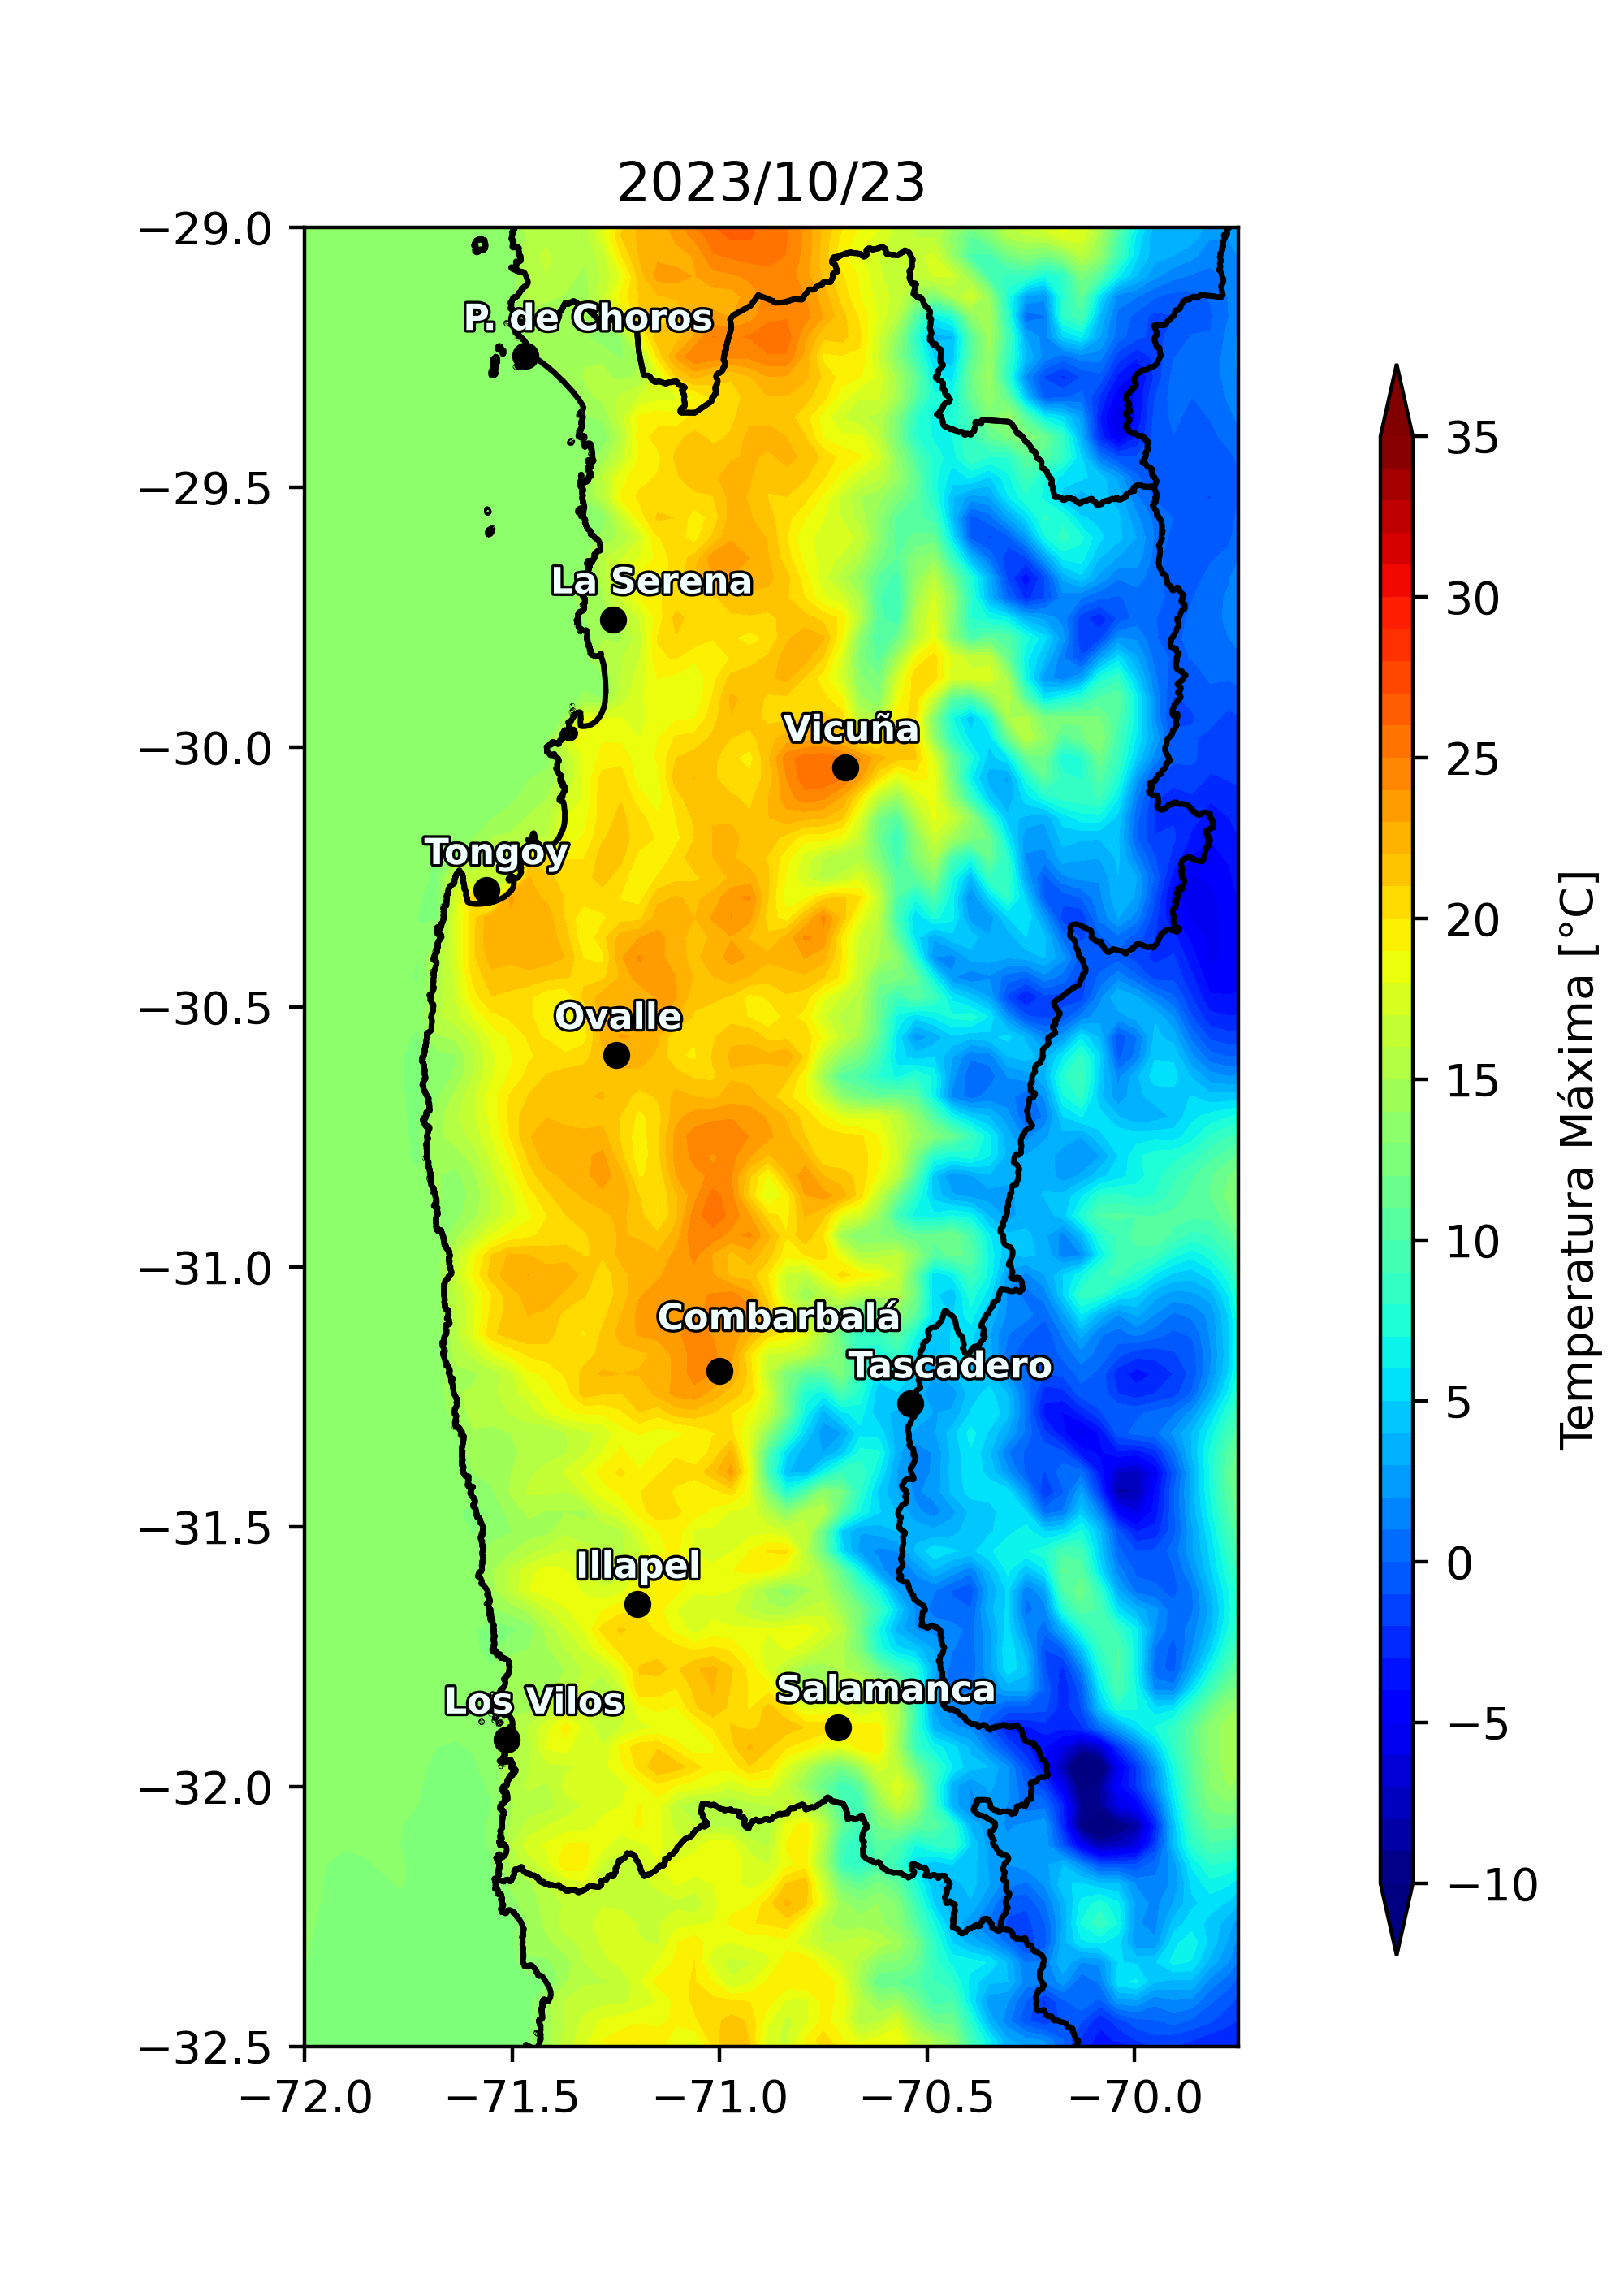 2023/10/23
−29.0
−29.5
−30.0
−30.5
−31.0
−31.5
−32.0
−32.5
−72.0
−71.5
−71.0
−70.5
−70.0
P. de Choros
La Serena
Vicuña
Tongoy
Ovalle
Combarbalá
Tascadero
Illapel
Salamanca
Los Vilos
35
30
25
20
15
10
5
0
−5
−10
Temperatura Máxima [°C]